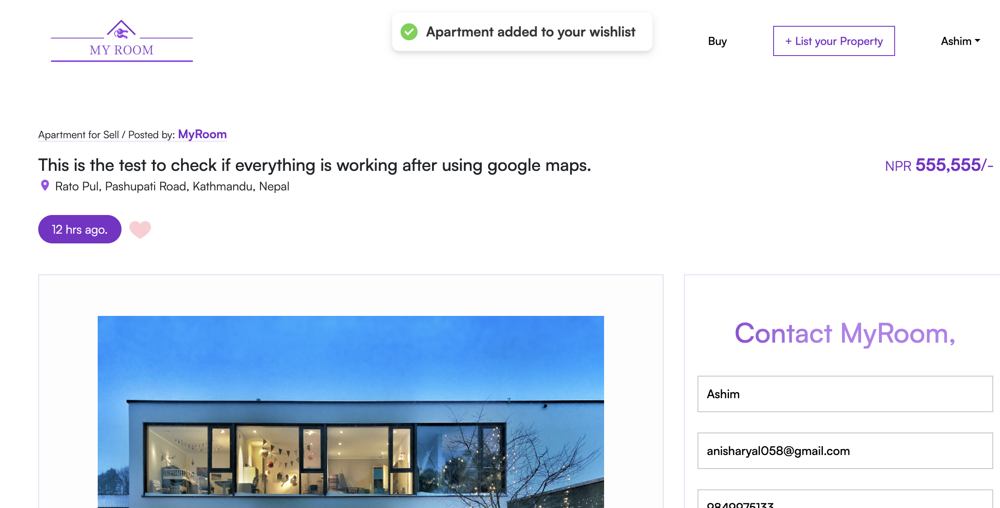 MY ROOM
Apartment added to your wishlist
Buy
+ List your Property
Ashim
Apartment for Sell / Posted by: MyRoom
This is the test to check if everything is working after using google maps.
NPR 555,555/-
Rato Pul, Pashupati Road, Kathmandu, Nepal
12 hrs ago.
Contact MyRoom,
Ashim
anisharyal058@gmail.com
9849975133